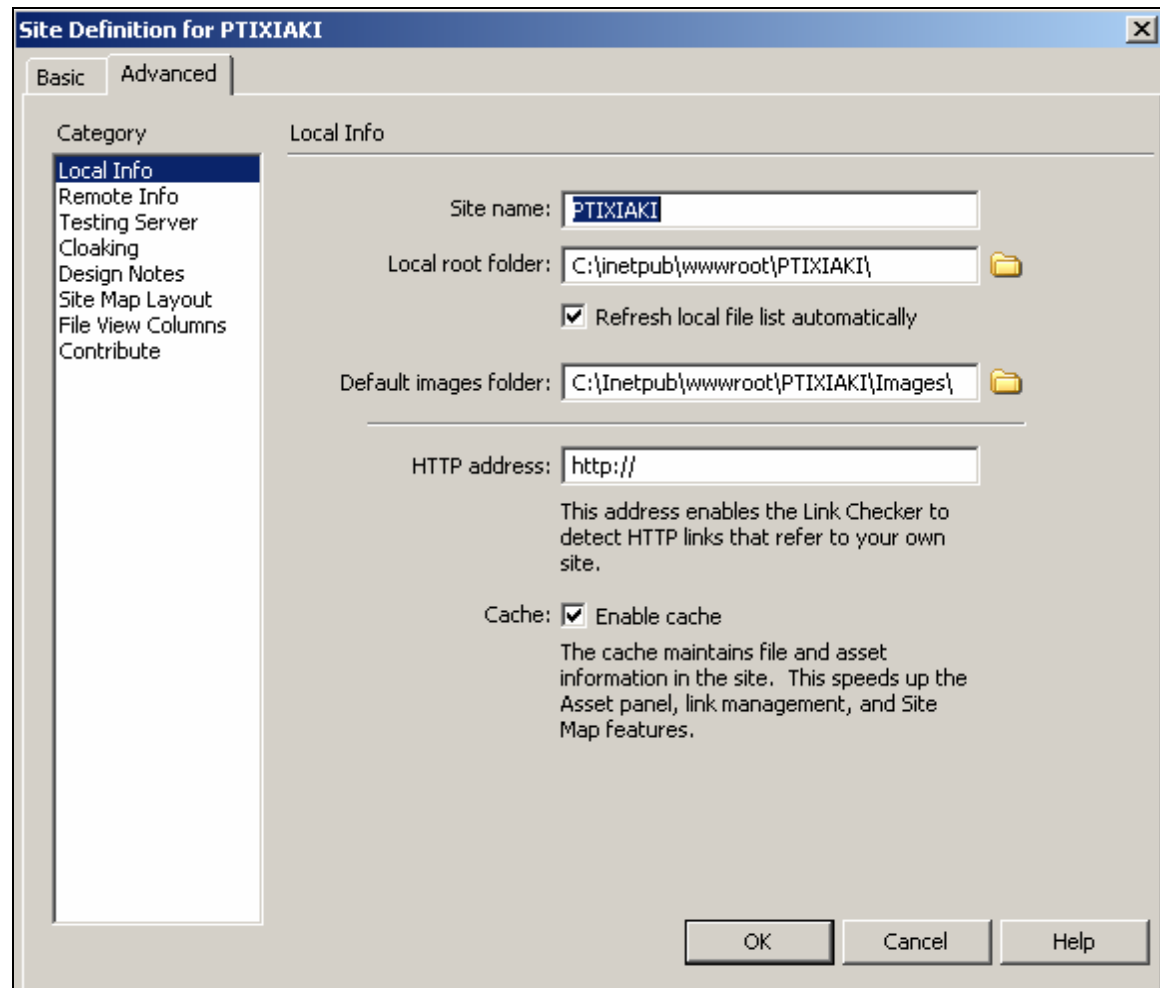 Site Definition for PTIXIAKI
Basic
Advanced
Category
Local Info
Remote Info
Testing Server
Cloaking
Design Notes
Site Map Layout
File View Columns
Contribute
Local Info
Site name: PTIXIAKI
Local root folder: C:\inetpub\wwwroot\PTIXIAKI\
Refresh local file list automatically
Default images folder: C:\Inetpub\wwwroot\PTIXIAKI\Images\
HTTP address: http://
This address enables the Link Checker to
detect HTTP links that refer to your own
site.
Cache: Enable cache
The cache maintains file and asset
information in the site. This speeds up the
Asset panel, link management, and Site
Map features.
OK
Cancel
Help